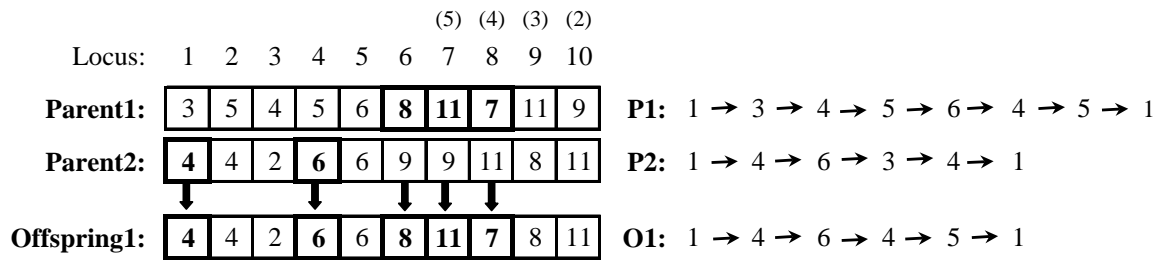 (5) (4) (3) (2)
Locus: 1 2 3 4 5 6 7 8 9 10
Parent1: 3 5 4 5 6 8 11 7 11 9 P1: 1 → 3 → 4 → 5 → 6 → 4 → 5 → 1
Parent2: 4 4 2 6 6 9 9 11 8 11 P2: 1 → 4 → 6 → 3 → 4 → 1
Offspring1: 4 4 2 6 6 8 11 7 8 11 O1: 1 → 4 → 6 → 4 → 5 → 1